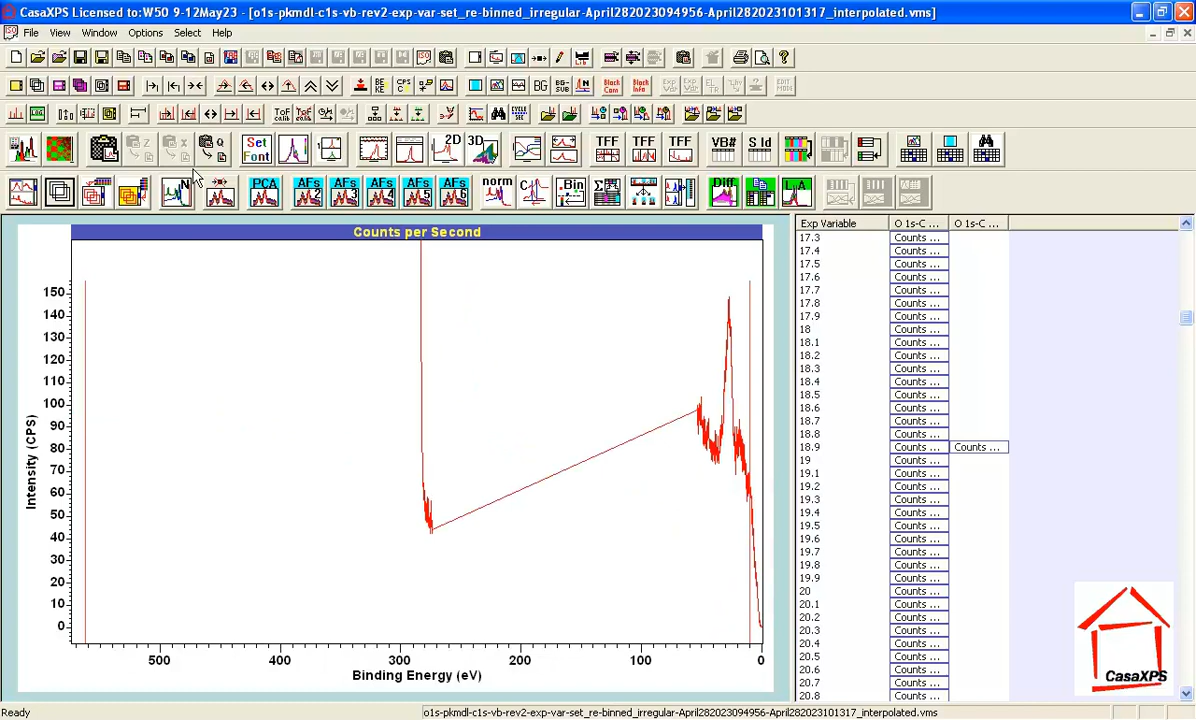 CasaXPS Licensed to:W50 9-12May23 - [o1s-pkmdl-c1s-vb-rev2-exp-var-set_re-binned_irregular-April282023094956-April282023101317_interpolated.vms]
File View Window Options Select Help
Set Font
2D
3D
TFF TFF TFF
VB# S Id
PCA AFs 2 AFs 3 AFs 4 AFs 5 AFs 6 norm Bin Diff
Counts per Second
Intensity (CPS)
150
140
130
120
110
100
90
80
70
60
50
40
30
20
10
0
500 400 300 200 100 0
Binding Energy (eV)
Exp Variable O 1s-C ... O 1s-C ...
17.3 Counts ...
17.4 Counts ...
17.5 Counts ...
17.6 Counts ...
17.7 Counts ...
17.8 Counts ...
17.9 Counts ...
18 Counts ...
18.1 Counts ...
18.2 Counts ...
18.3 Counts ...
18.4 Counts ...
18.5 Counts ...
18.6 Counts ...
18.7 Counts ...
18.8 Counts ...
18.9 Counts ... Counts ...
19 Counts ...
19.1 Counts ...
19.2 Counts ...
19.3 Counts ...
19.4 Counts ...
19.5 Counts ...
19.6 Counts ...
19.7 Counts ...
19.8 Counts ...
19.9 Counts ...
20 Counts ...
20.1 Counts ...
20.2 Counts ...
20.3 Counts ...
20.4 Counts ...
20.5 Counts ...
20.6 Counts ...
20.7 Counts ...
20.8 Counts ...
CasaXPS
Ready
o1s-pkmdl-c1s-vb-rev2-exp-var-set_re-binned_irregular-April282023094956-April282023101317_interpolated.vms